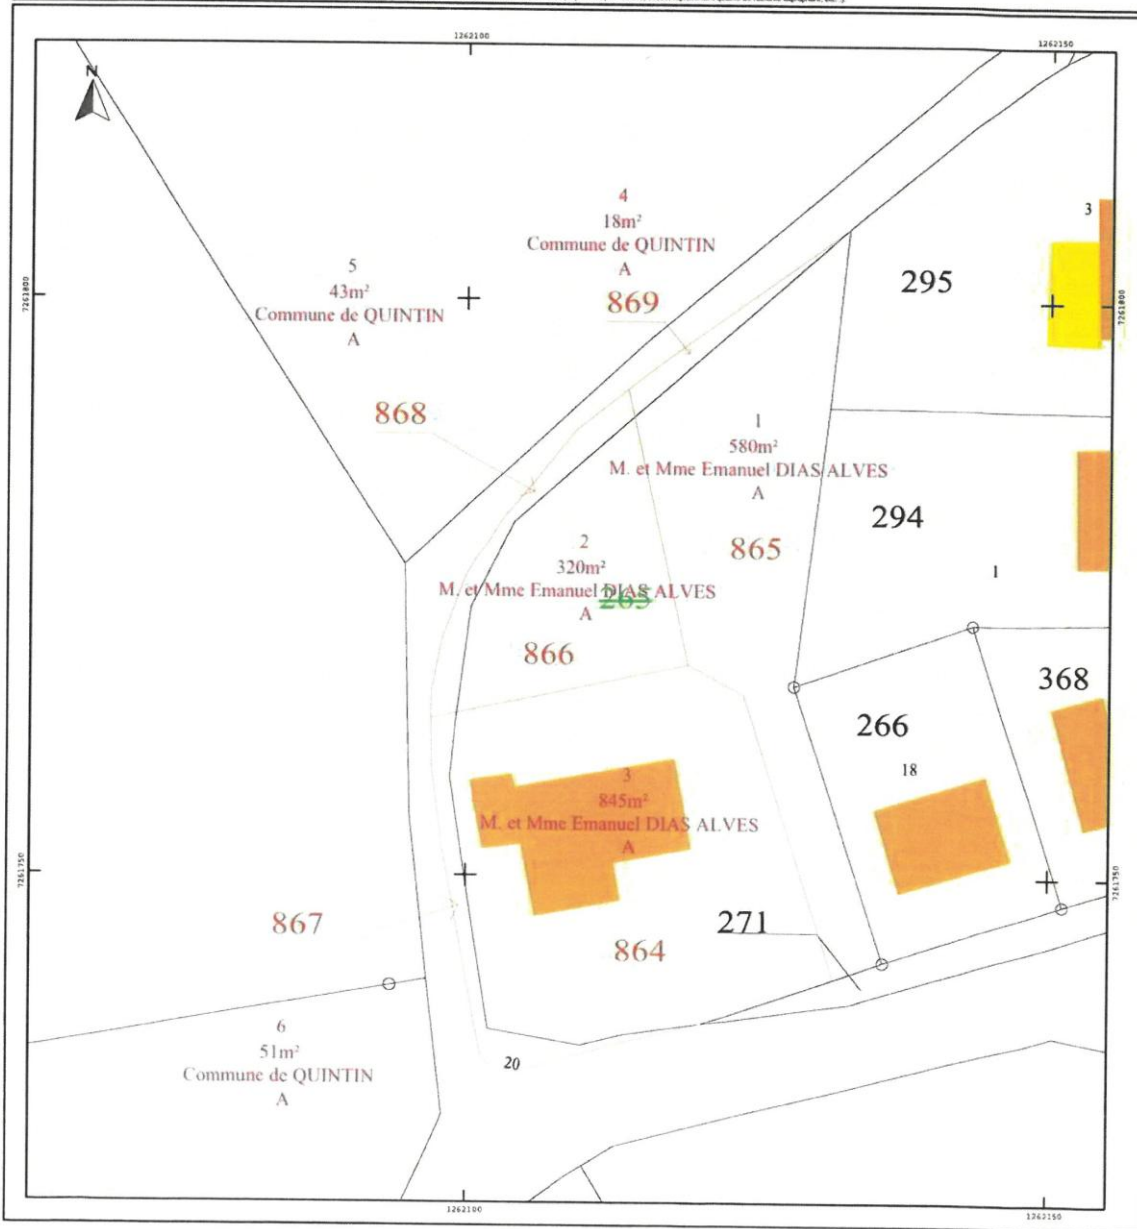 1262100
1262150
N
7261800
7261800
4
18m²
Commune de QUINTIN
A
869
5
43m²
Commune de QUINTIN
A
868
3
295
1
580m²
M. et Mme Emanuel DIAS ALVES
A
865
294
1
2
320m²
M. et Mme Emanuel DIAS ALVES
265
A
866
368
266
18
3
845m²
M. et Mme Emanuel DIAS ALVES
A
7261750
7261750
867
271
864
6
51m²
Commune de QUINTIN
A
20
1262100
1262150